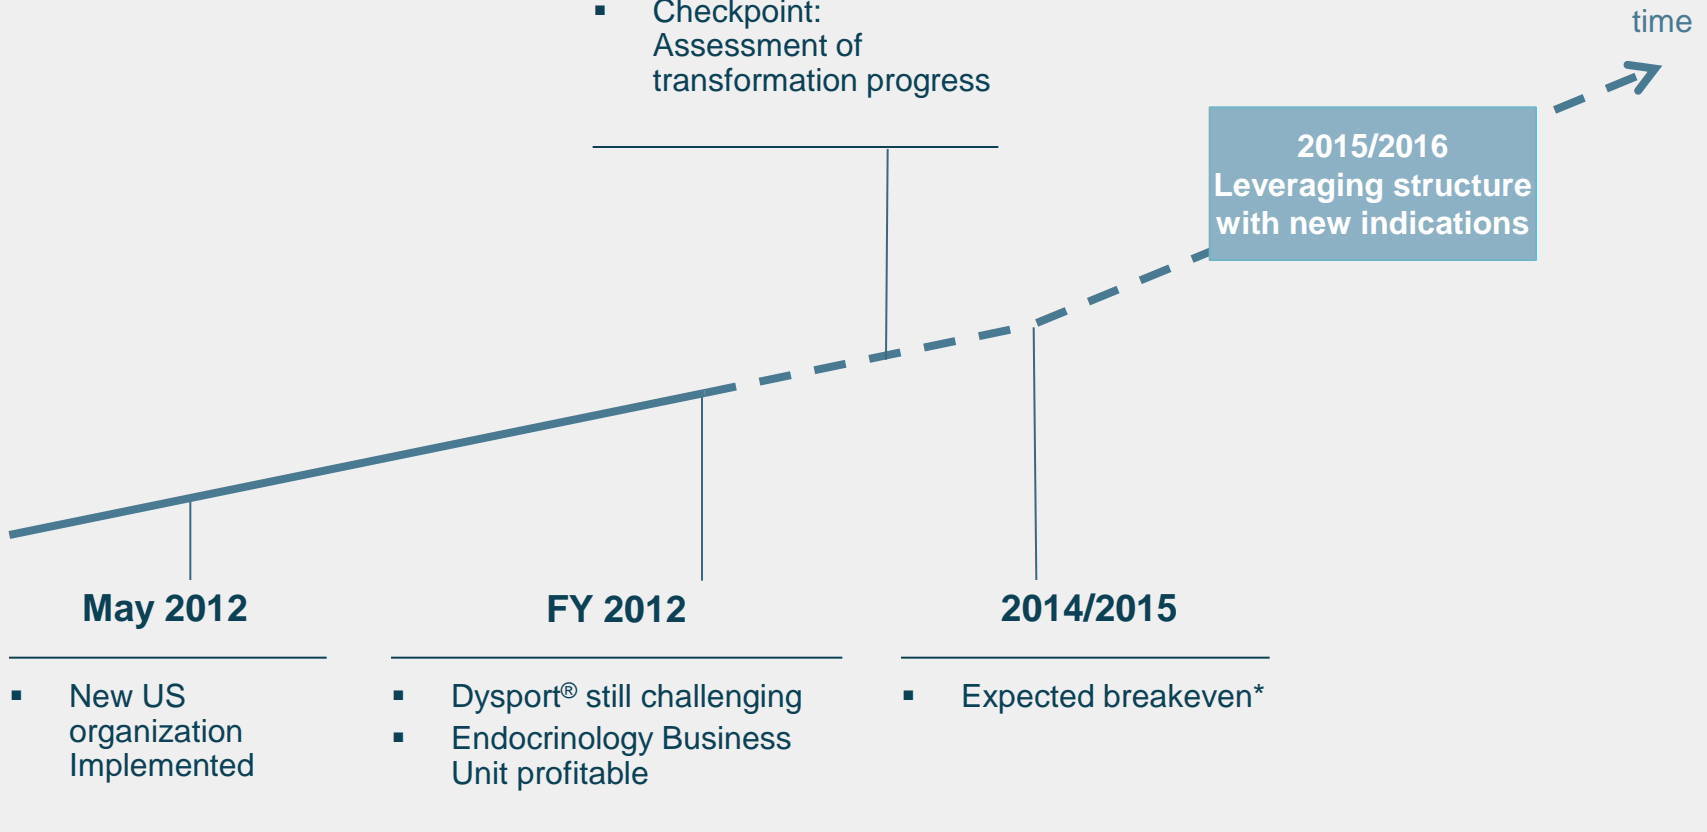 ▪ Checkpoint:
Assessment of
transformation progress
time
2015/2016
Leveraging structure
with new indications
May 2012
▪ New US
organization
Implemented
FY 2012
▪ Dysport® still challenging
▪ Endocrinology Business
Unit profitable
2014/2015
▪ Expected breakeven*